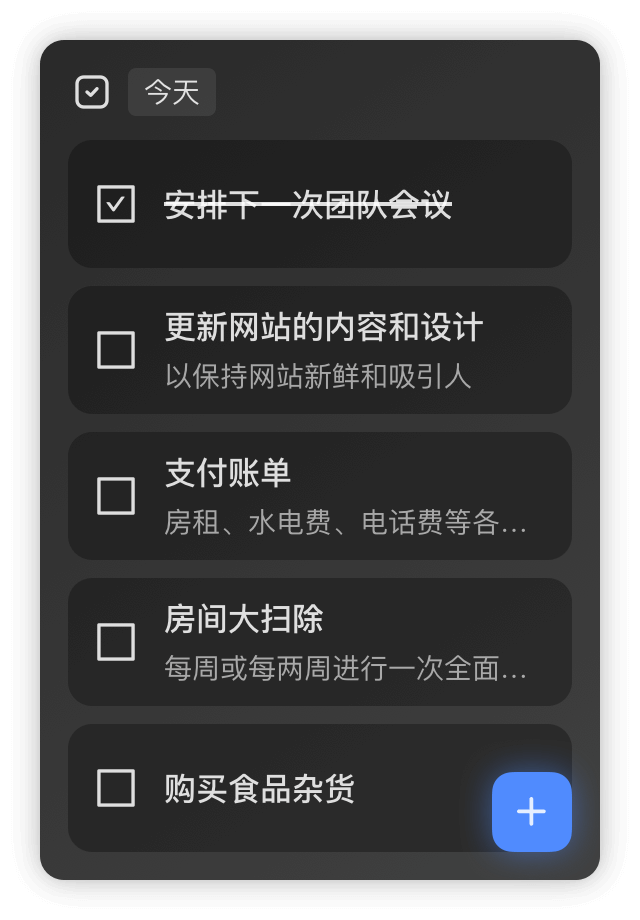 今天
安排下一次团队会议
更新网站的内容和设计
以保持网站新鲜和吸引人
支付账单
房租、水电费、电话费等各…
房间大扫除
每周或每两周进行一次全面…
购买食品杂货